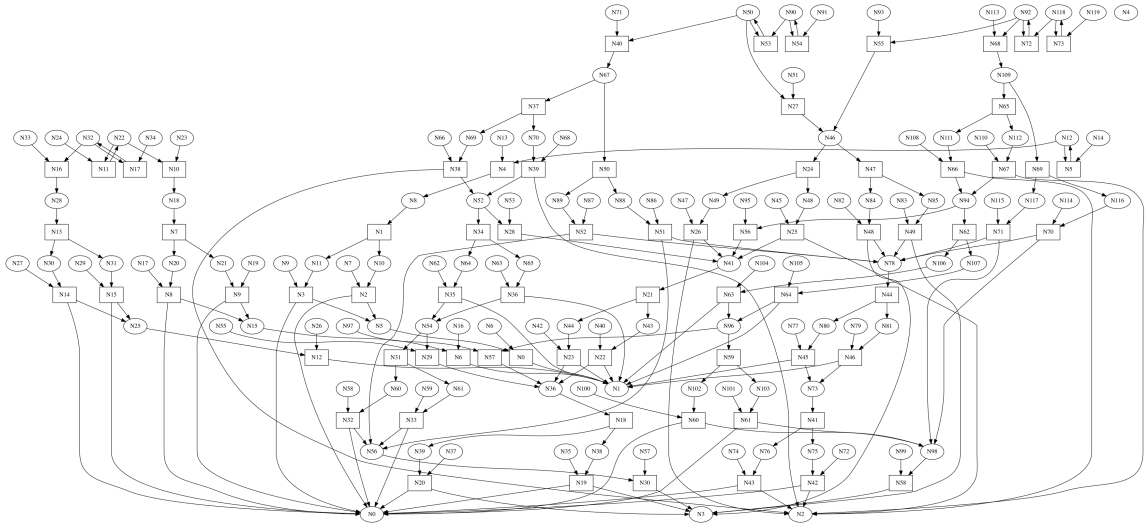 N71 N50 N90 N91 N93 N113 N92 N118 N119 N4
N40 N53 N54 N55 N68 N72 N73
N67 N51 N109
N37 N27 N65
N33 N24 N32 N22 N34 N23 N66 N69 N13 N70 N68 N46 N108 N111 N110 N112 N12 N14
N16 N11 N17 N10 N38 N4 N39 N50 N24 N47 N66 N67 N69 N5
N28 N18 N8 N52 N53 N89 N87 N88 N86 N47 N49 N95 N45 N48 N82 N84 N83 N85 N94 N115 N117 N114 N116
N13 N7 N1 N34 N28 N52 N51 N26 N56 N25 N48 N49 N62 N71 N70
N27 N30 N29 N31 N17 N20 N21 N19 N9 N11 N7 N10 N62 N64 N63 N65 N41 N104 N105 N78 N106 N107
N14 N15 N8 N9 N3 N2 N35 N36 N21 N63 N64 N44
N25 N55 N15 N26 N97 N5 N54 N16 N6 N42 N44 N40 N43 N96 N77 N80 N79 N81
N12 N31 N29 N6 N57 N0 N23 N22 N59 N45 N46
N58 N60 N59 N61 N36 N100 N1 N102 N101 N103 N73
N32 N33 N18 N60 N61 N41
N56 N39 N37 N35 N38 N57 N74 N76 N75 N72 N98 N99
N20 N19 N30 N43 N42 N58
N0 N3 N2